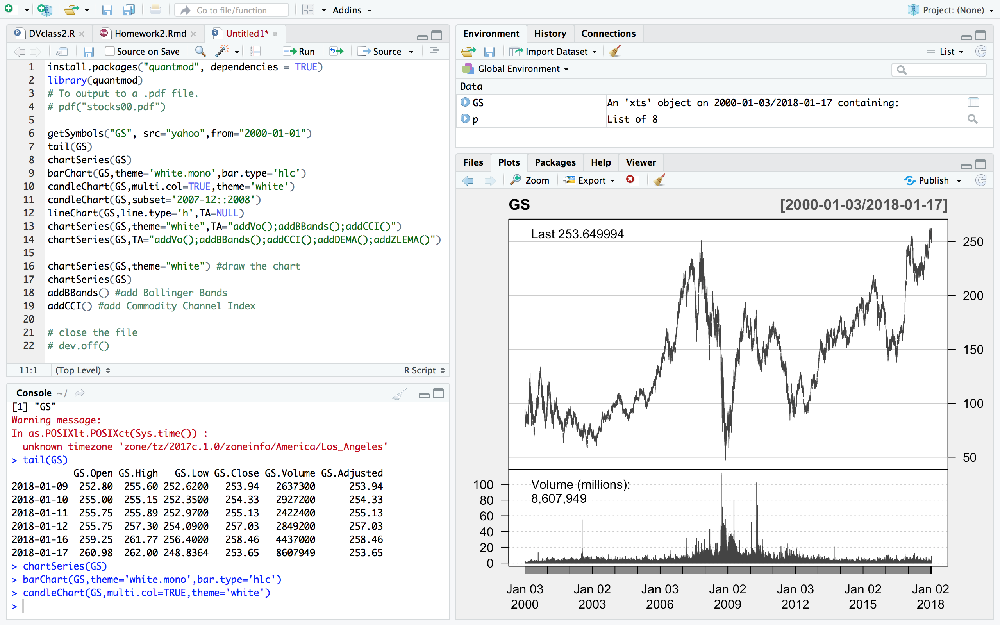 Go to file/function Addins Project: (None)
DVclass2.R Homework2.Rmd Untitled1*
Source on Save Run Source
1 install.packages("quantmod", dependencies = TRUE)
2 library(quantmod)
3 # To output to a .pdf file.
4 # pdf("stocks00.pdf")
5
6 getSymbols("GS", src="yahoo",from="2000-01-01")
7 tail(GS)
8 chartSeries(GS)
9 barChart(GS,theme='white.mono',bar.type='hlc')
10 candleChart(GS,multi.col=TRUE,theme='white')
11 candleChart(GS,subset='2007-12::2008')
12 lineChart(GS,line.type='h',TA=NULL)
13 chartSeries(GS,theme="white",TA="addVo();addBBands();addCCI()")
14 chartSeries(GS,TA="addVo();addBBands();addCCI();addDEMA();addZLEMA()")
15
16 chartSeries(GS,theme="white") #draw the chart
17 chartSeries(GS)
18 addBBands() #add Bollinger Bands
19 addCCI() #add Commodity Channel Index
20
21 # close the file
22 # dev.off()
11:1 (Top Level) R Script
Console ~/
[1] "GS"
Warning message:
In as.POSIXlt.POSIXct(Sys.time()) :
  unknown timezone 'zone/tz/2017c.1.0/zoneinfo/America/Los_Angeles'
> tail(GS)
           GS.Open GS.High   GS.Low GS.Close GS.Volume GS.Adjusted
2018-01-09  252.80  255.60 252.6200   253.94   2637300      253.94
2018-01-10  255.00  255.15 252.3500   254.33   2927200      254.33
2018-01-11  255.75  255.89 252.9700   255.13   2422400      255.13
2018-01-12  255.75  257.30 254.0900   257.03   2849200      257.03
2018-01-16  259.25  261.77 256.4000   258.46   4437000      258.46
2018-01-17  260.98  262.00 248.8364   253.65   8607949      253.65
> chartSeries(GS)
> barChart(GS,theme='white.mono',bar.type='hlc')
> candleChart(GS,multi.col=TRUE,theme='white')
>
Environment History Connections
Import Dataset List
Global Environment
Data
GS An 'xts' object on 2000-01-03/2018-01-17 containing:
p List of 8
Files Plots Packages Help Viewer
Zoom Export Publish
GS [2000-01-03/2018-01-17]
Last 253.649994
250
200
150
100
50
Volume (millions):
8,607,949
100
80
60
40
20
0
Jan 03 Jan 02 Jan 03 Jan 02 Jan 03 Jan 02 Jan 02
2000 2003 2006 2009 2012 2015 2018